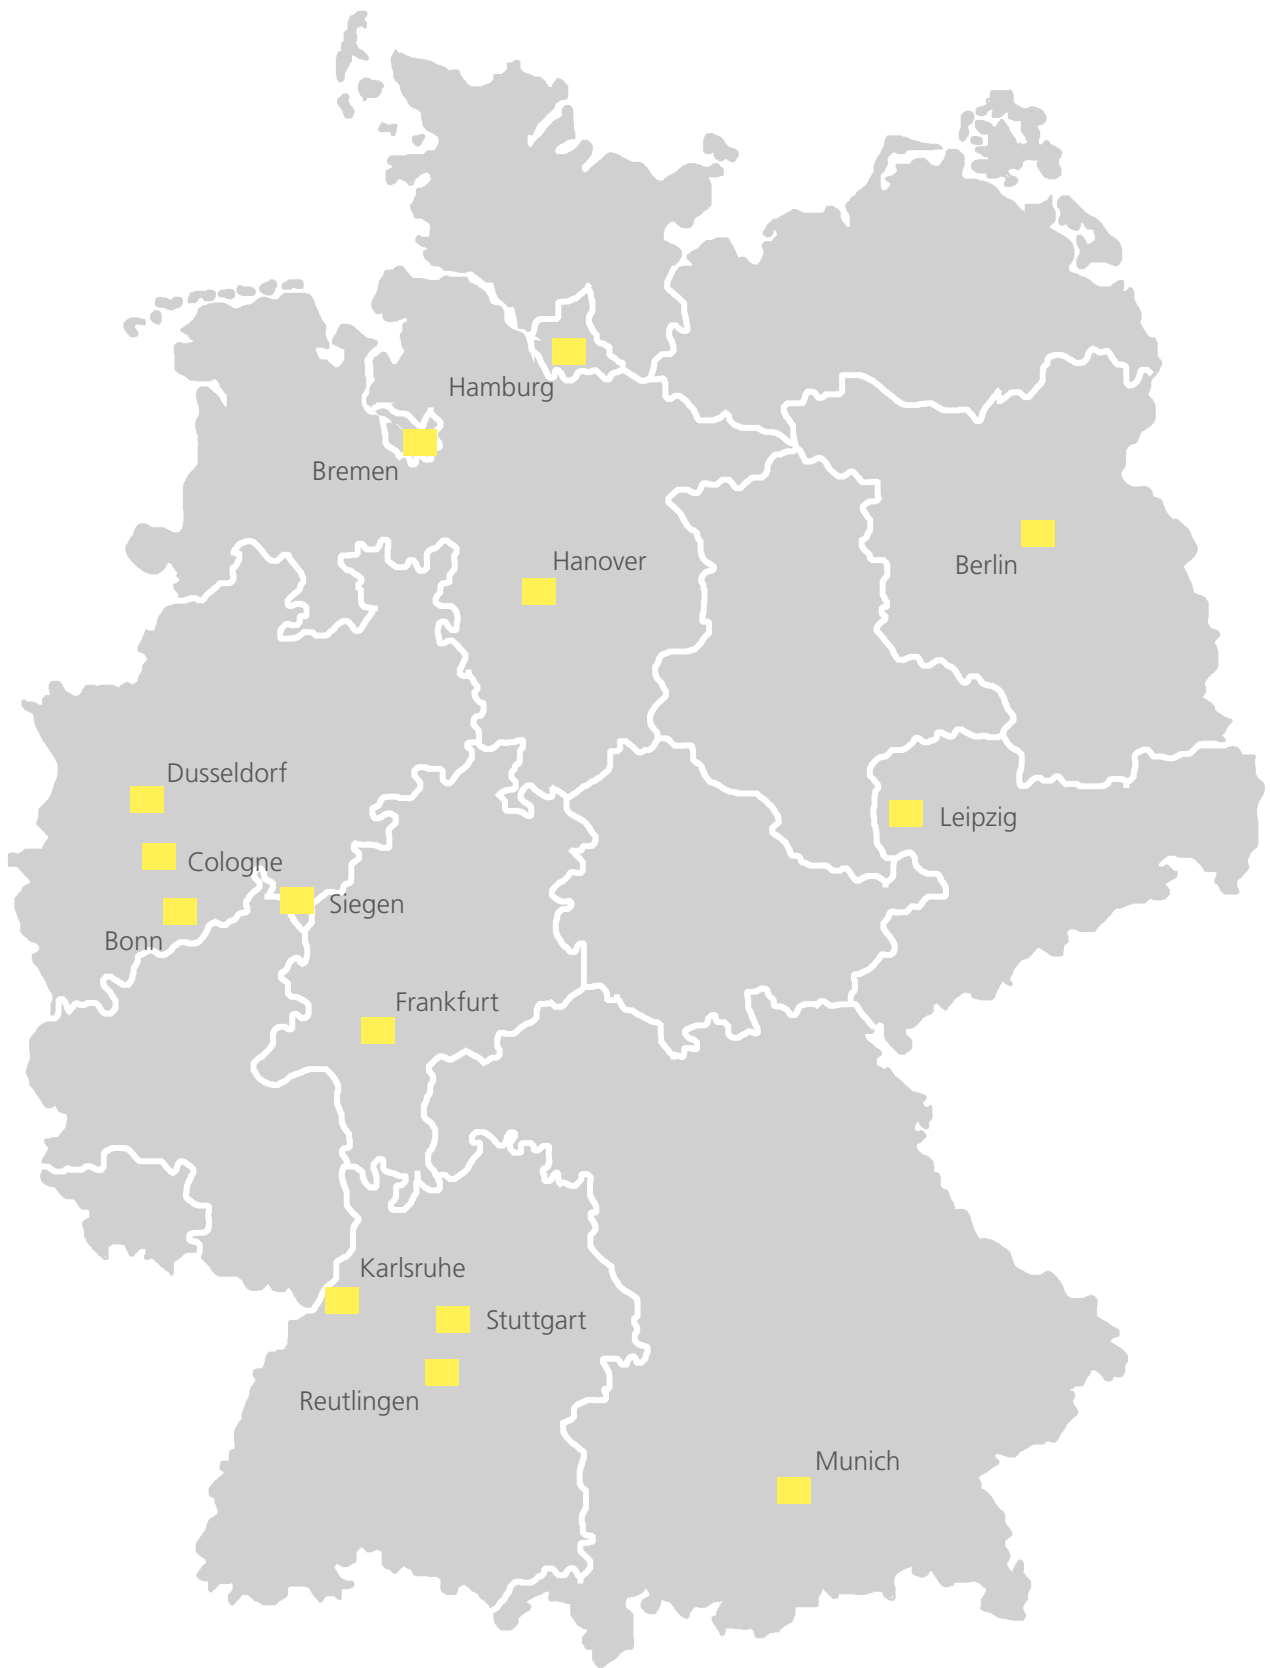 Hamburg
Bremen
Hanover
Berlin
Dusseldorf
Leipzig
Cologne
Siegen
Bonn
Frankfurt
Karlsruhe
Stuttgart
Reutlingen
Munich